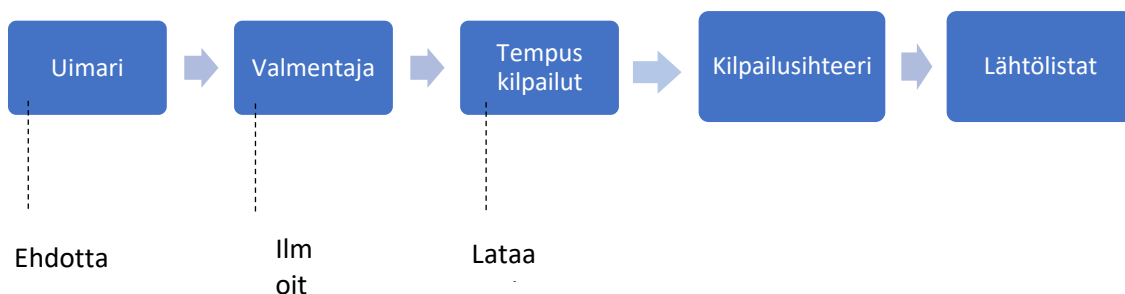 Uimari
Valmentaja
Tempus
kilpailut
Kilpailusihteeri
Lähtölistat
Ehdotta
Ilm
oit
Lataa